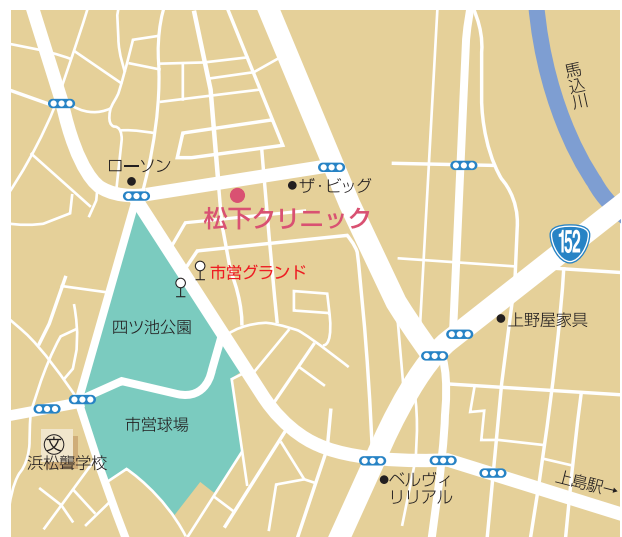 馬込川
ローソン
ザ・ビッグ
松下クリニック
152
市営グランド
上野屋家具
四ツ池公園
市営球場
文
浜松聾学校
ベルヴィ
リリアル
上島駅→